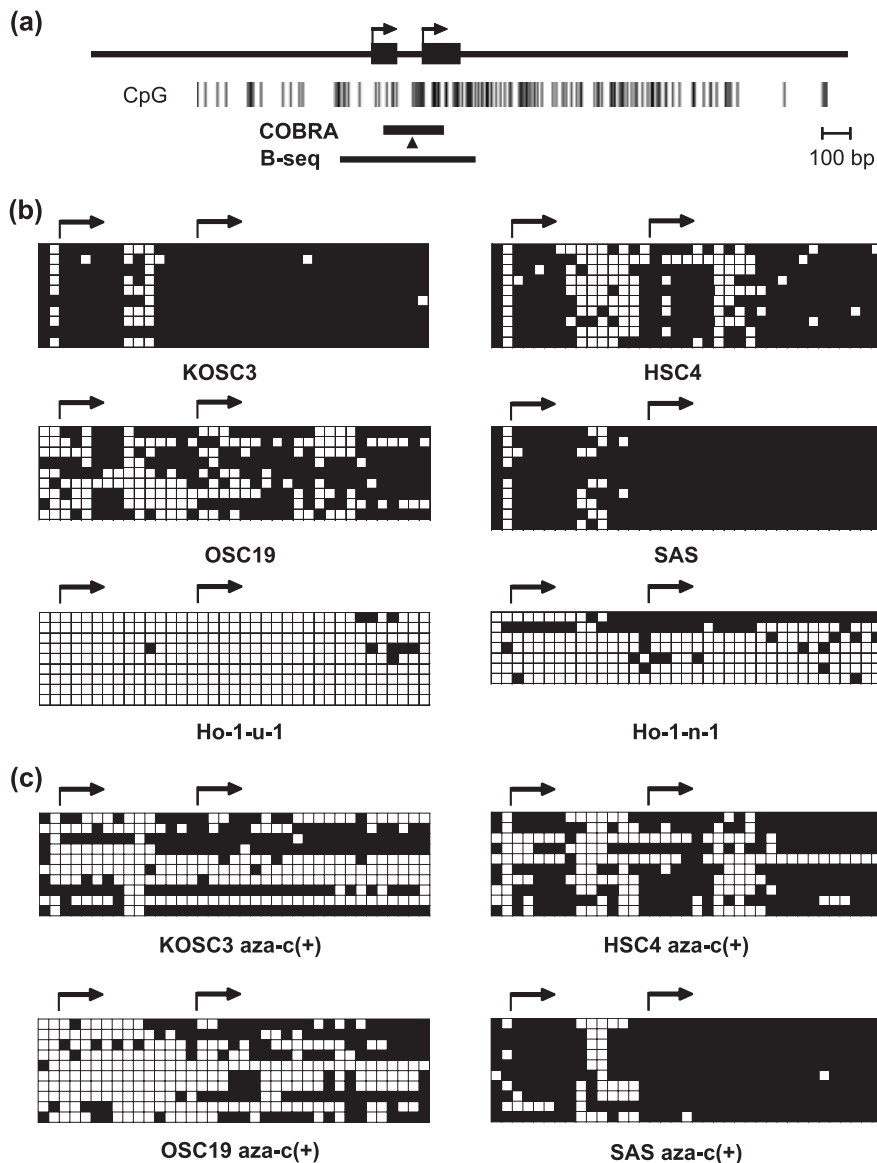 (a)
CpG
COBRA
B-seq
100 bp
(b)
KOSC3
HSC4
OSC19
SAS
Ho-1-u-1
Ho-1-n-1
(c)
KOSC3 aza-c(+)
HSC4 aza-c(+)
OSC19 aza-c(+)
SAS aza-c(+)